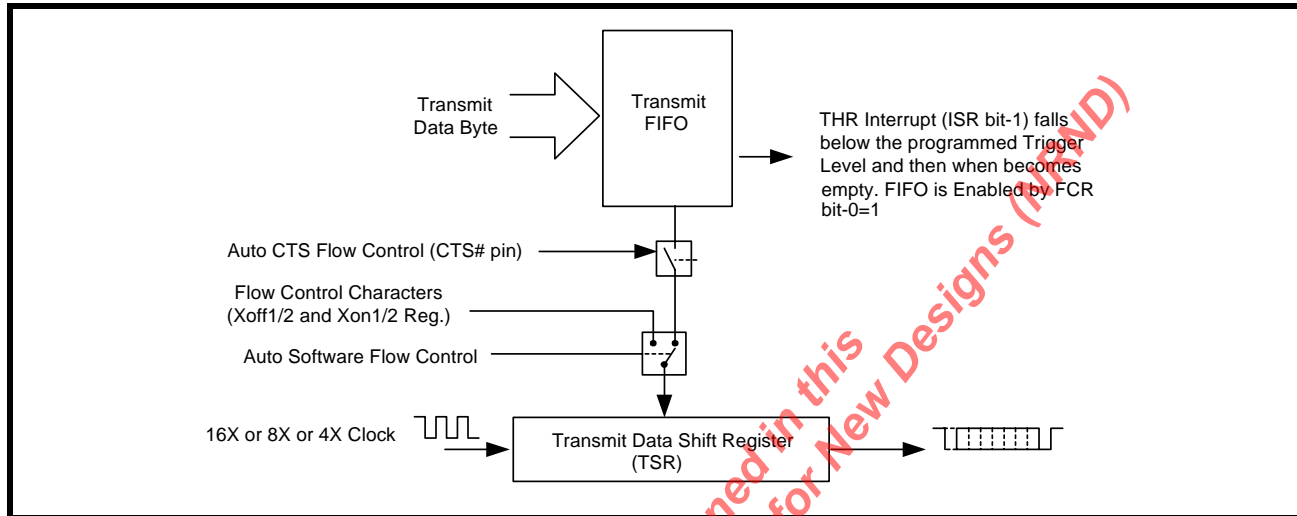 Transmit
Data Byte
Transmit
FIFO
THR Interrupt (ISR bit-1) falls
below the programmed Trigger
Level and then when becomes
empty. FIFO is Enabled by FCR
bit-0=1
Auto CTS Flow Control (CTS# pin)
Flow Control Characters
(Xoff1/2 and Xon1/2 Reg.)
Auto Software Flow Control
16X or 8X or 4X Clock
Transmit Data Shift Register
(TSR)
in this
for New Designs (NRND)